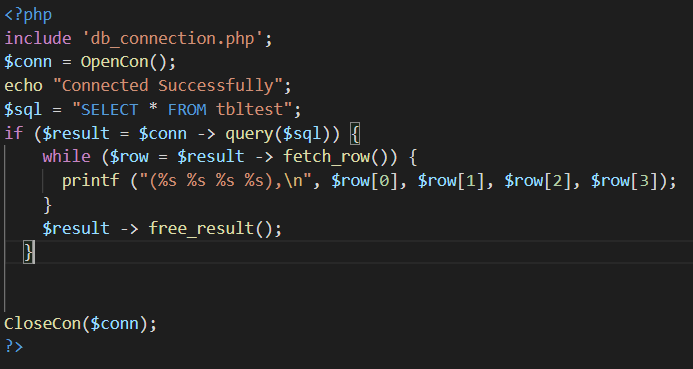 <?php
include 'db_connection.php';
$conn = OpenCon();
echo "Connected Successfully";
$sql = "SELECT * FROM tbltest";
if ($result = $conn -> query($sql)) {
    while ($row = $result -> fetch_row()) {
      printf ("(%s %s %s %s),\n", $row[0], $row[1], $row[2], $row[3]);
    }
    $result -> free_result();
  }
CloseCon($conn);
?>